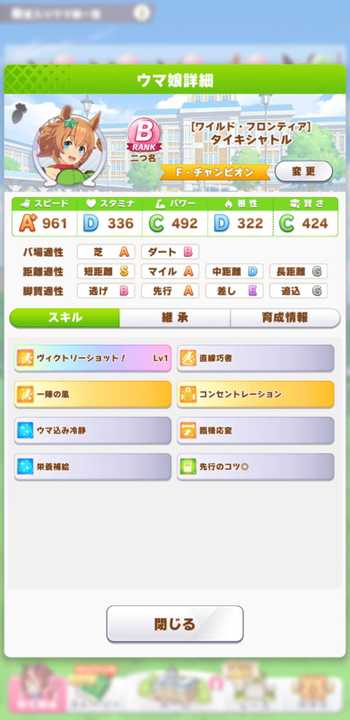 ウマ娘詳細
B
RANK
二つ名
[ワイルド・フロンティア]
タイキシャトル
F・チャンピオン
変更
スピード スタミナ パワー 根性 賢さ
A+ 961 D 336 C 492 D 322 C 424
バ場適性 芝 A ダート B
距離適性 短距離 S マイル A 中距離 D 長距離 G
脚質適性 逃げ B 先行 A 差し E 追込 G
スキル 継承 育成情報
ヴィクトリーショット! Lv1 直線巧者
一陣の風 コンセントレーション
ウマ込み冷静 臨機応変
栄養補給 先行のコツ◎
閉じる